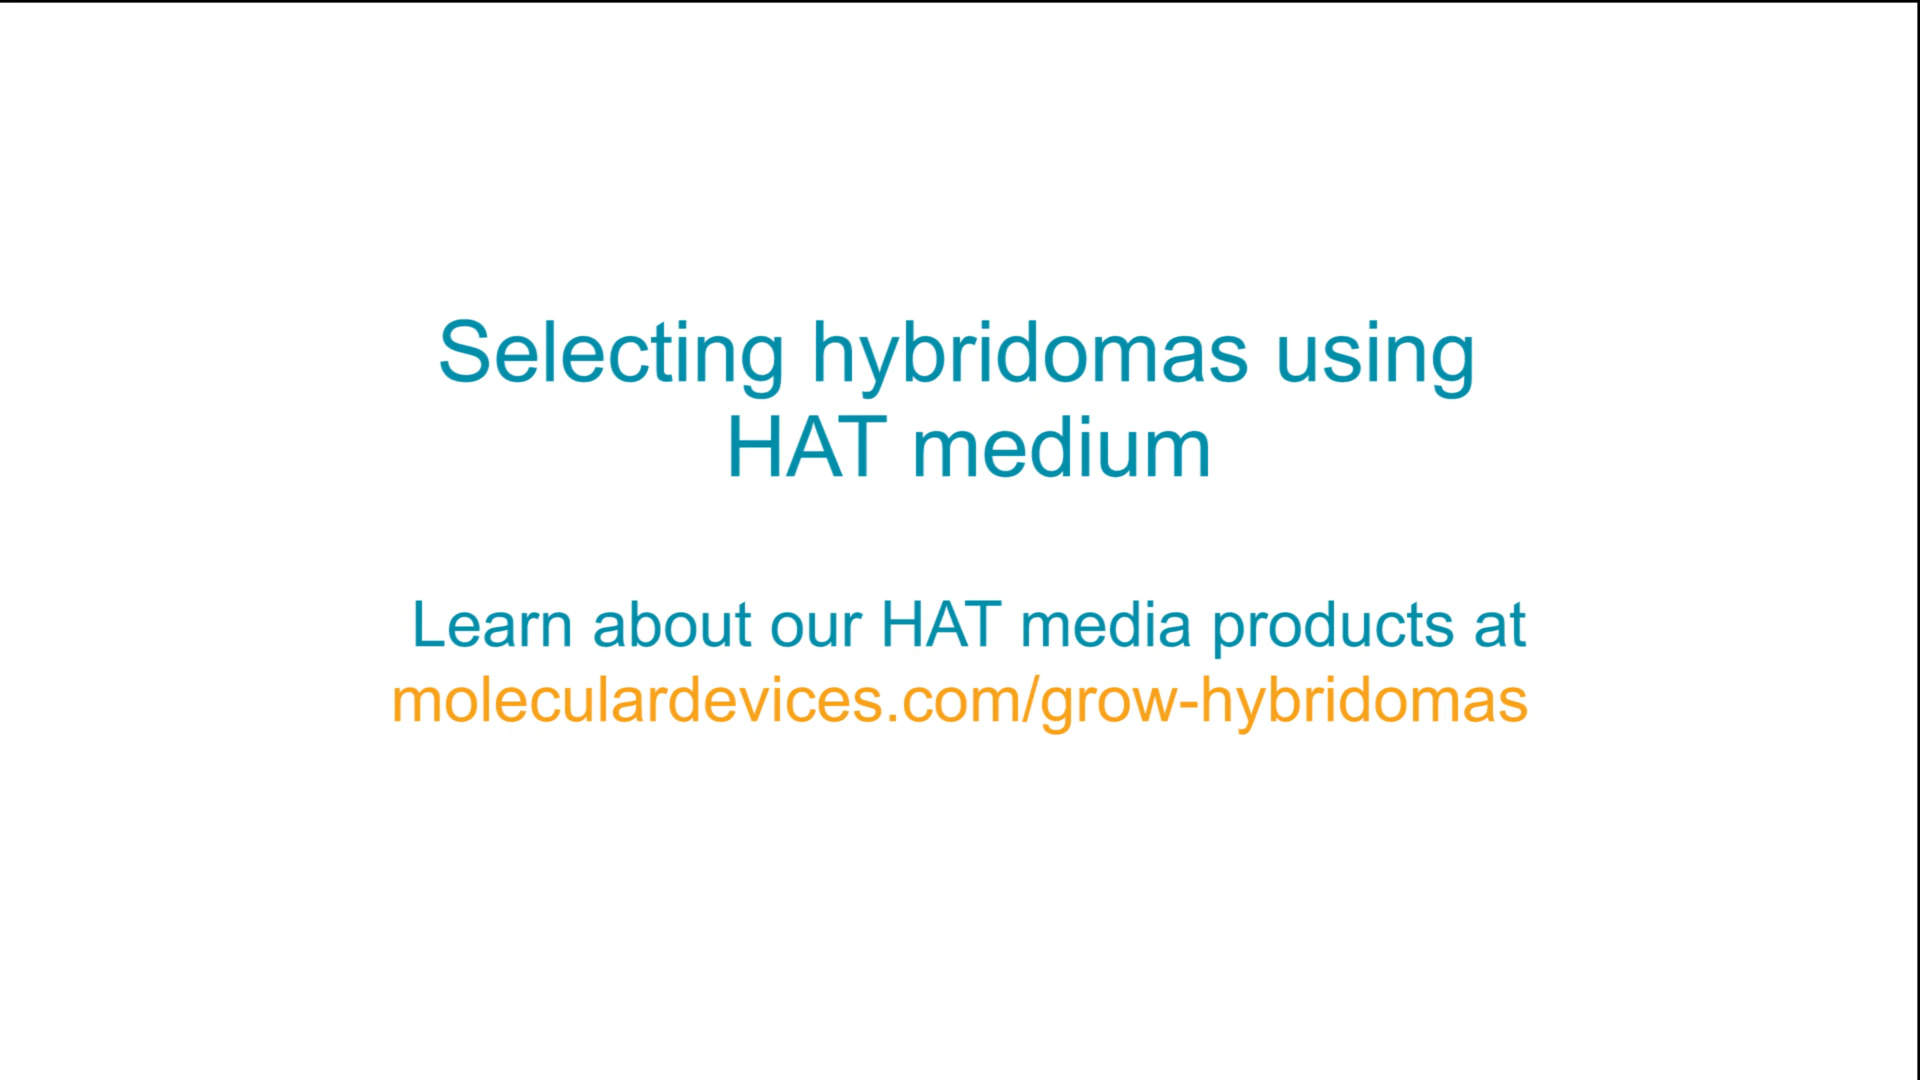 Selecting hybridomas using
HAT medium
Learn about our HAT media products at
moleculardevices.com/grow-hybridomas